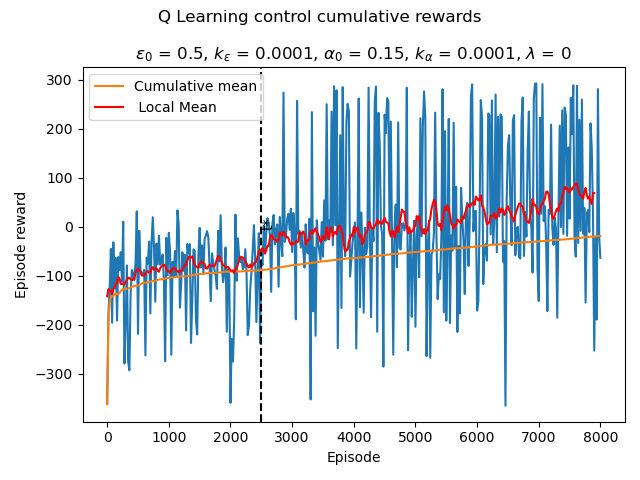 Q Learning control cumulative rewards
ε₀ = 0.5, kε = 0.0001, α₀ = 0.15, kα = 0.0001, λ = 0
Cumulative mean
Local Mean
Episode reward
300
200
100
0
−100
−200
−300
0 1000 2000 3000 4000 5000 6000 7000 8000
Episode